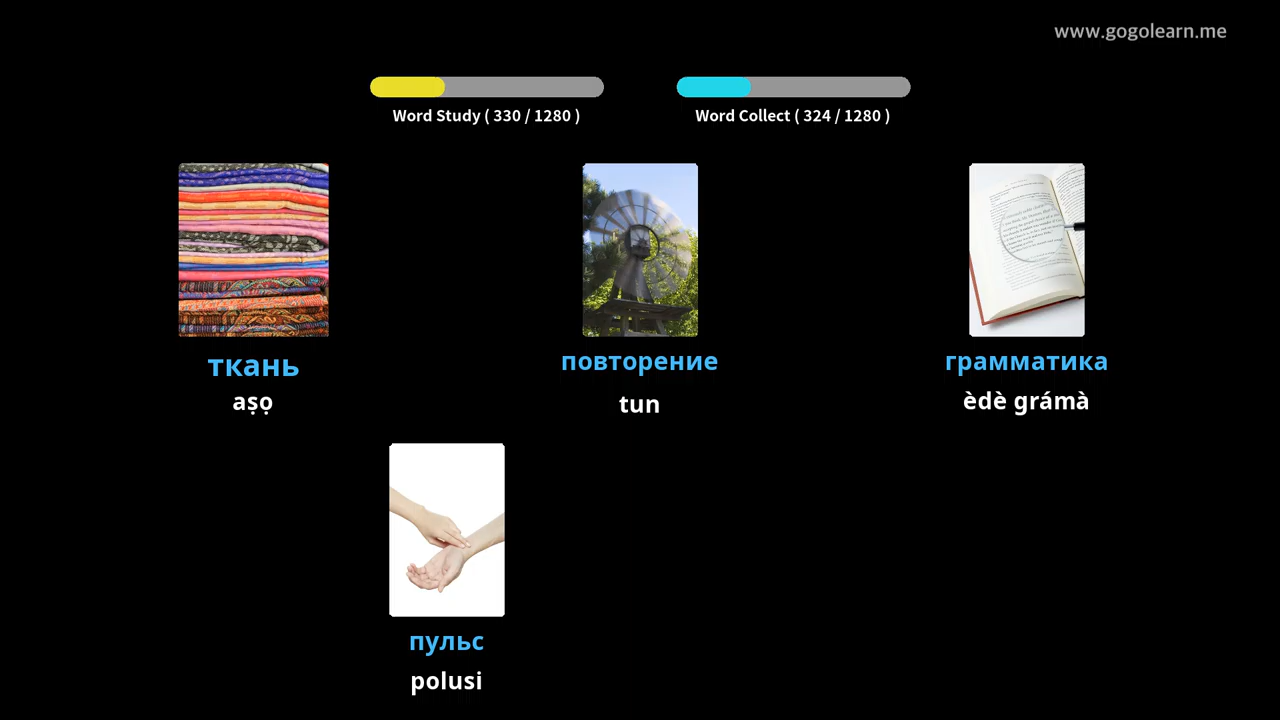 www.gogolearn.me
Word Study ( 330 / 1280 )
Word Collect ( 324 / 1280 )
ткань
aṣọ
повторение
tun
грамматика
èdè grámà
пульс
polusi